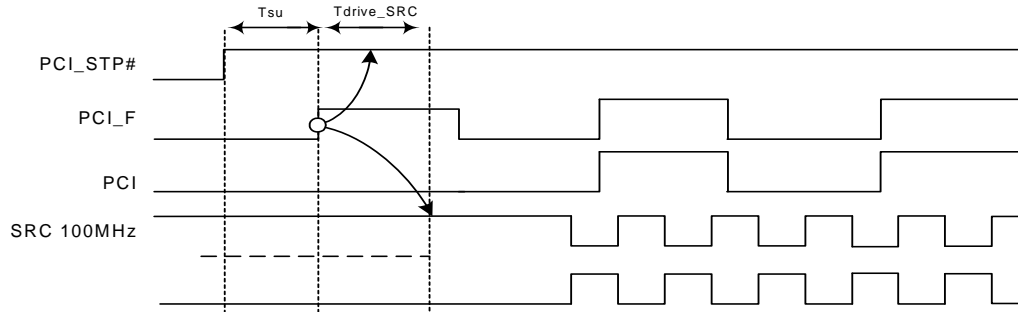 Tsu
Tdrive_SRC
PCI_STP#
PCI_F
PCI
SRC 100MHz